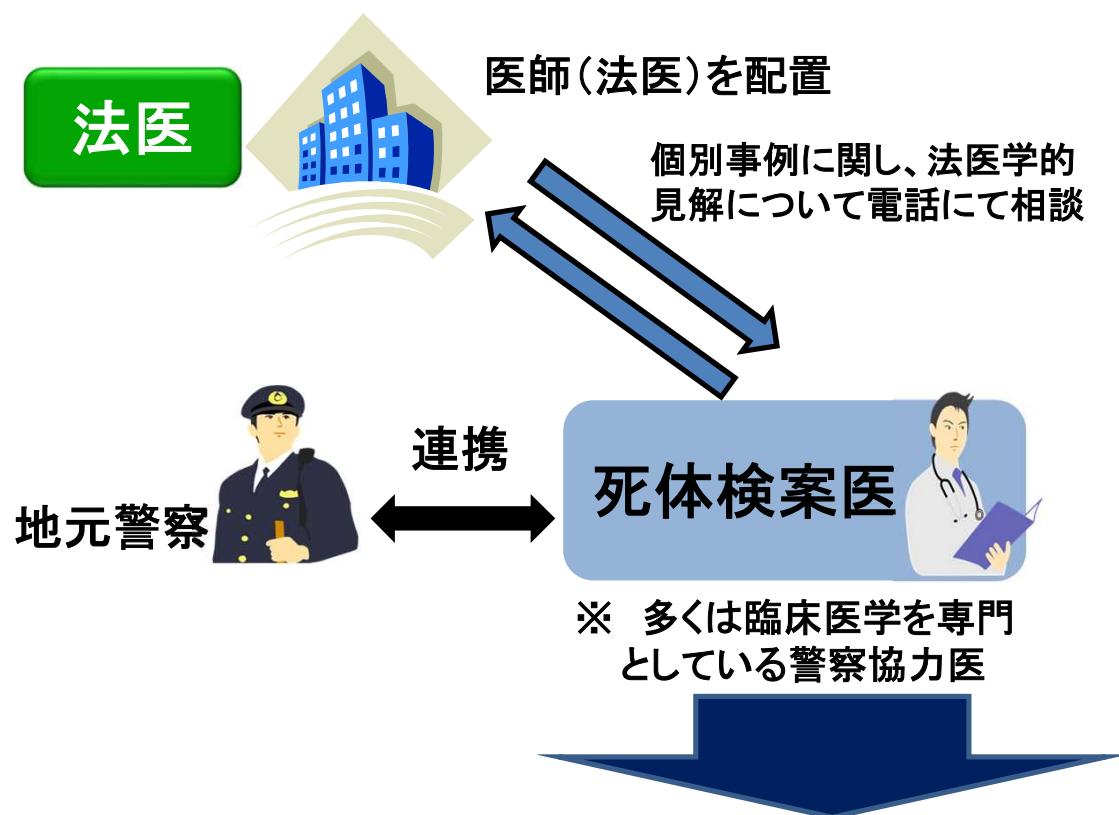 法医
医師(法医)を配置
個別事例に関し、法医学的
見解について電話にて相談
連携
地元警察
死体検案医
※ 多くは臨床医学を専門
としている警察協力医